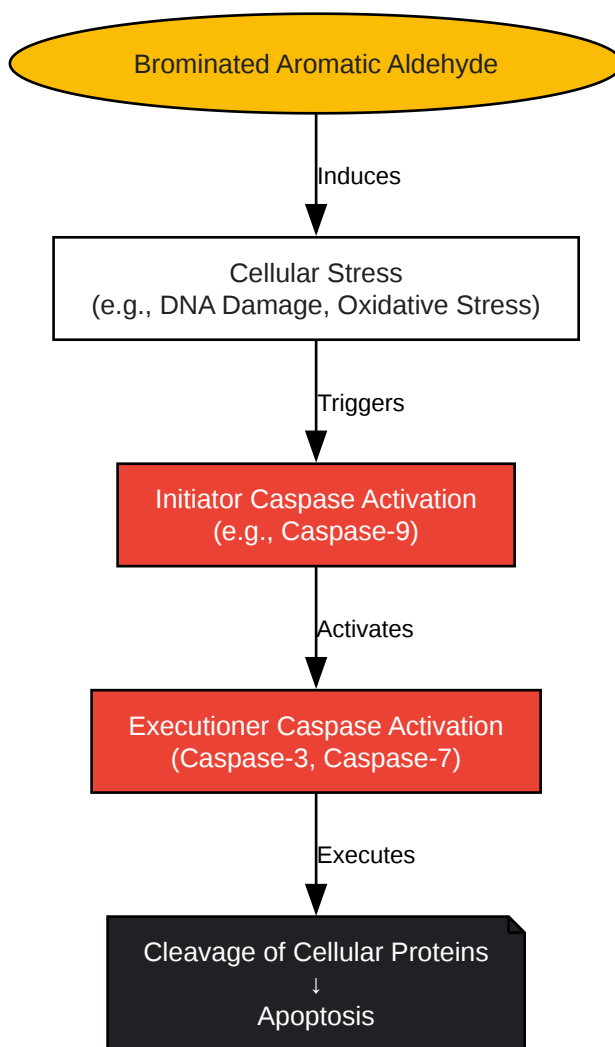 Brominated Aromatic Aldehyde
Induces
Cellular Stress
(e.g., DNA Damage, Oxidative Stress)
Triggers
Initiator Caspase Activation
(e.g., Caspase-9)
Activates
Executioner Caspase Activation
(Caspase-3, Caspase-7)
Executes
Cleavage of Cellular Proteins
↓
Apoptosis